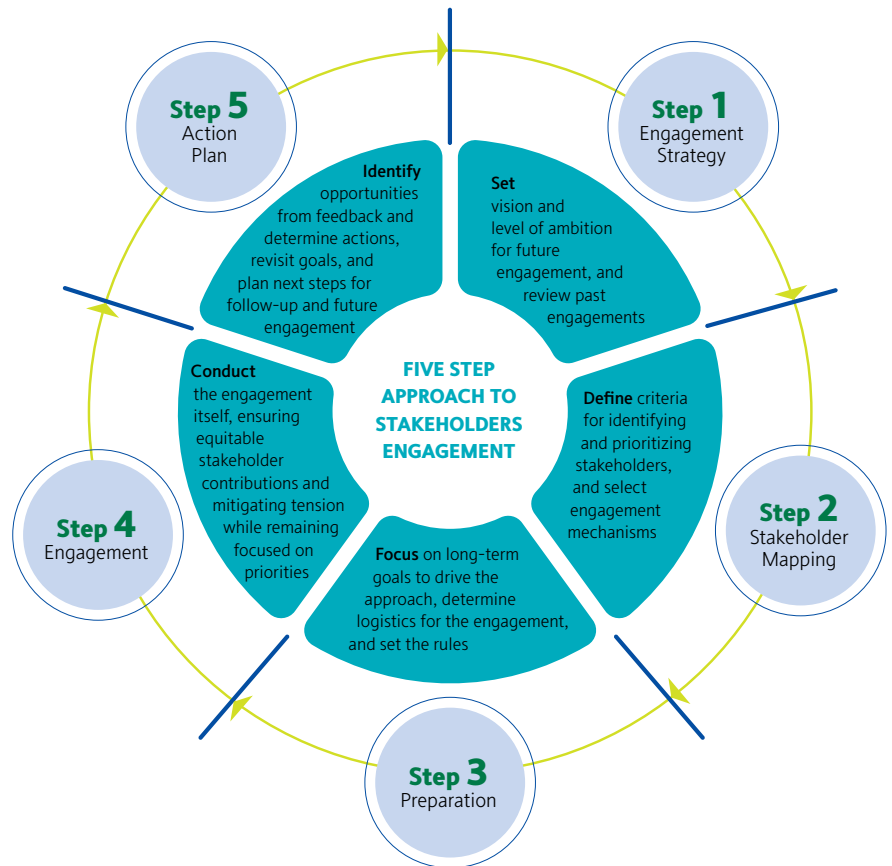 FIVE STEP
APPROACH TO
STAKEHOLDERS
ENGAGEMENT
Step 1
Engagement
Strategy
Set
vision and
level of ambition
for future
engagement, and
review past
engagements
Step 2
Stakeholder
Mapping
Define criteria
for identifying
and prioritizing
stakeholders,
and select
engagement
mechanisms
Step 3
Preparation
Focus on long-term
goals to drive the
approach, determine
logistics for the engagement,
and set the rules
Step 4
Engagement
Conduct
the engagement
itself, ensuring
equitable
stakeholder
contributions and
mitigating tension
while remaining
focused on
priorities
Step 5
Action
Plan
Identify
opportunities
from feedback and
determine actions,
revisit goals, and
plan next steps for
follow-up and future
engagement